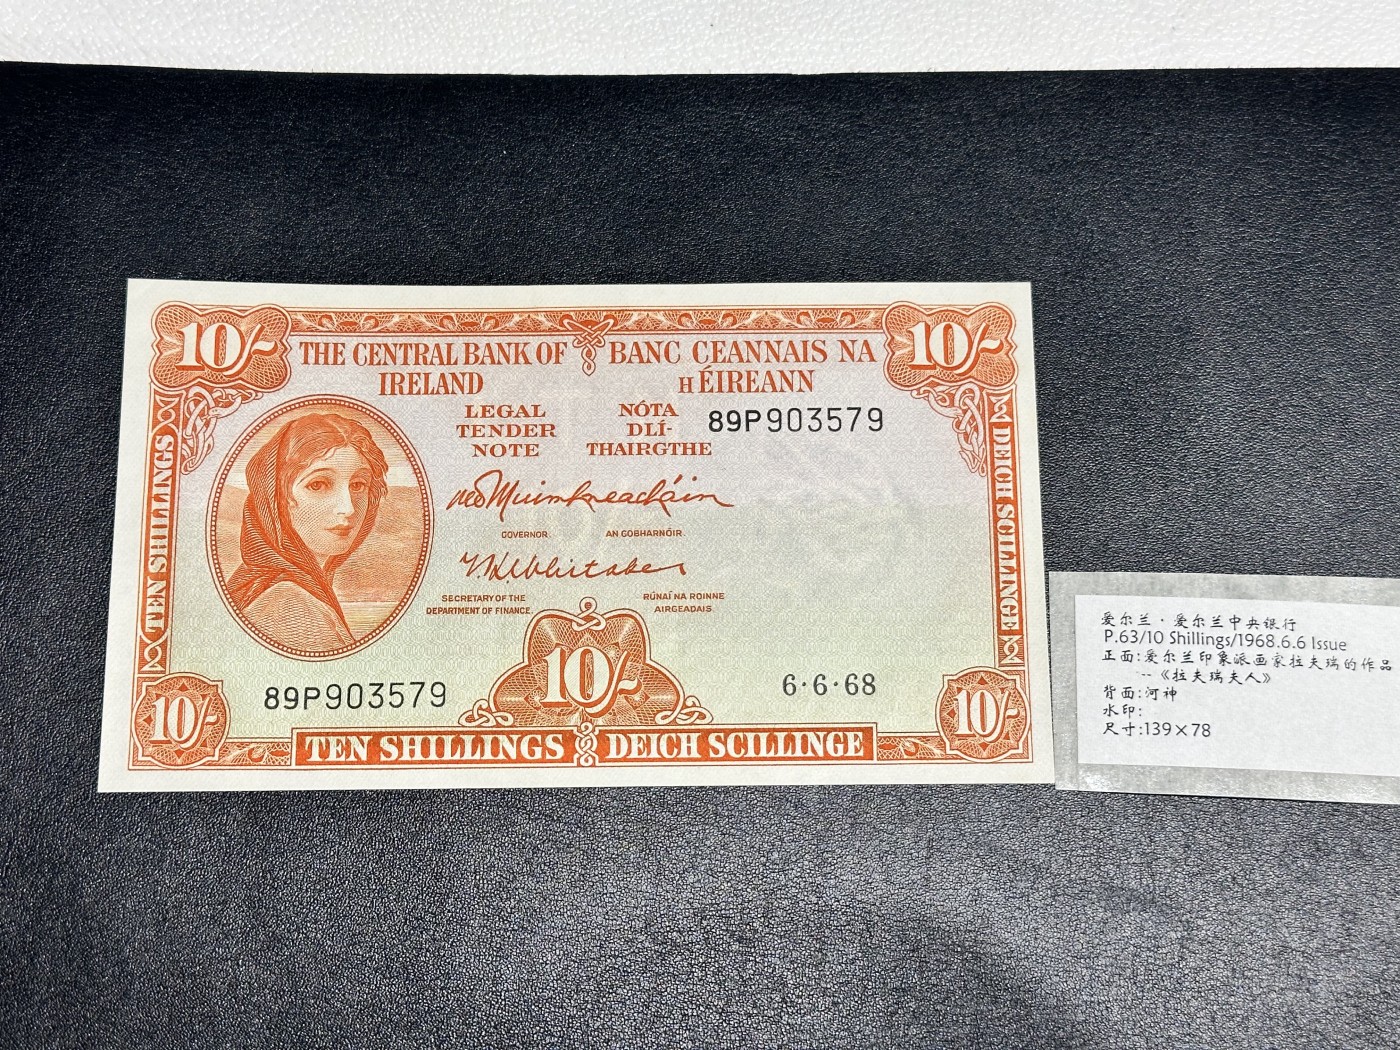 10/-
10/-
THE CENTRAL BANK OF
IRELAND
BANC CEANNAIS NA
hÉIREANN
LEGAL
TENDER
NOTE
NÓTA
DLÍ-
THAIRGTHE
89P903579
GOVERNOR
AN GOBHARNÓIR
T.K.Whitaker
SECRETARY OF THE
DEPARTMENT OF FINANCE.
RÚNAÍ NA ROINNE
AIRGEADAIS.
TEN SHILLINGS
DEICH SCILLINGE
89P903579
10/-
6·6·68
10/-
10/-
TEN SHILLINGS
DEICH SCILLINGE
爱尔兰·爱尔兰中央银行
P.63/10 Shillings/1968.6.6 Issue
正面:爱尔兰印象派画家拉夫瑞的作品
--《拉夫瑞夫人》
背面:河神
水印:
尺寸:139×78